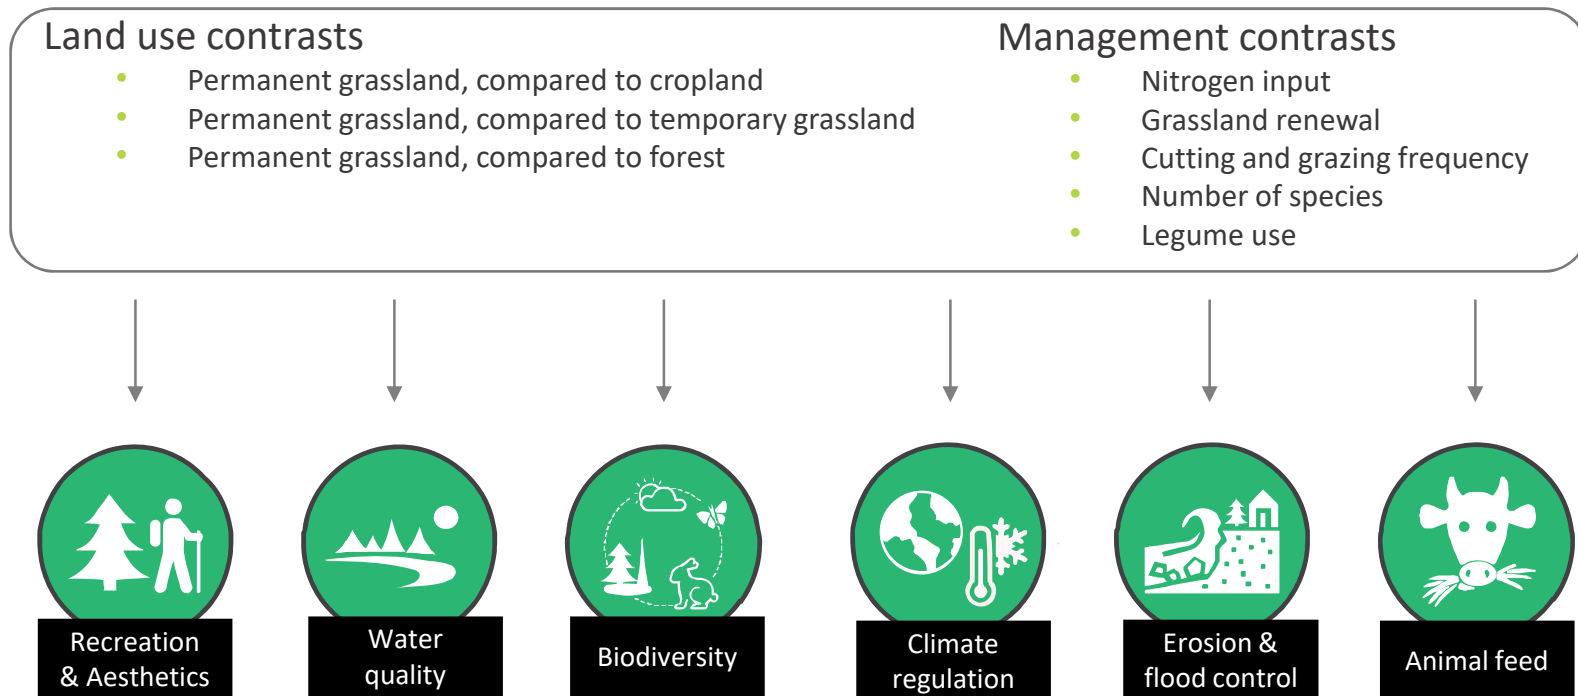 Land use contrasts
• Permanent grassland, compared to cropland
• Permanent grassland, compared to temporary grassland
• Permanent grassland, compared to forest
Management contrasts
• Nitrogen input
• Grassland renewal
• Cutting and grazing frequency
• Number of species
• Legume use
Recreation
& Aesthetics
Water
quality
Biodiversity
Climate
regulation
Erosion &
flood control
Animal feed